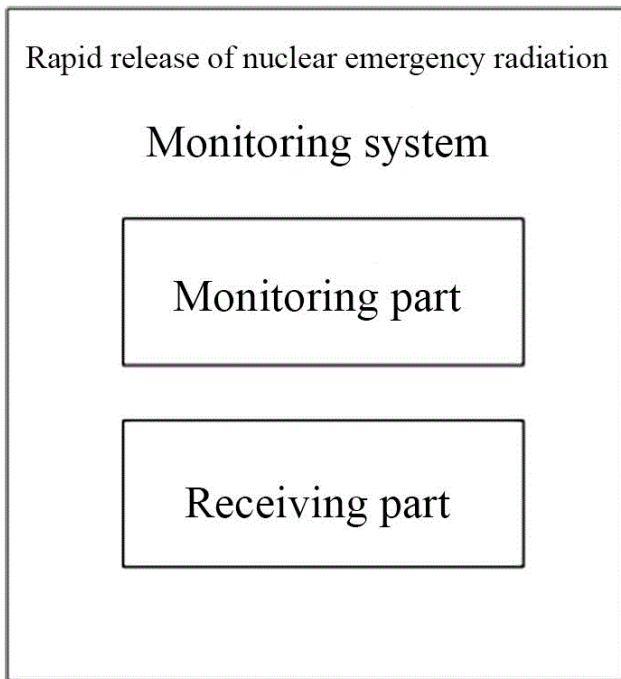 Rapid release of nuclear emergency radiation
Monitoring system
Monitoring part
Receiving part